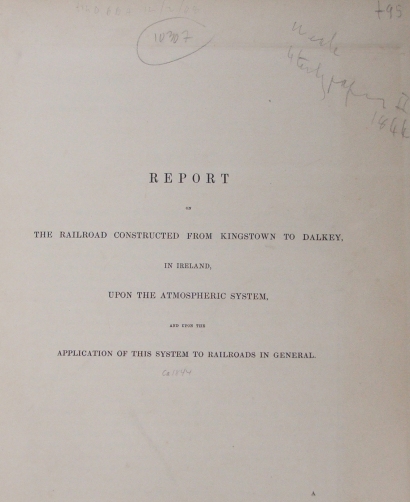 +95
10307
REPORT
ON
THE RAILROAD CONSTRUCTED FROM KINGSTOWN TO DALKEY,
IN IRELAND,
UPON THE ATMOSPHERIC SYSTEM,
AND UPON THE
APPLICATION OF THIS SYSTEM TO RAILROADS IN GENERAL.
A